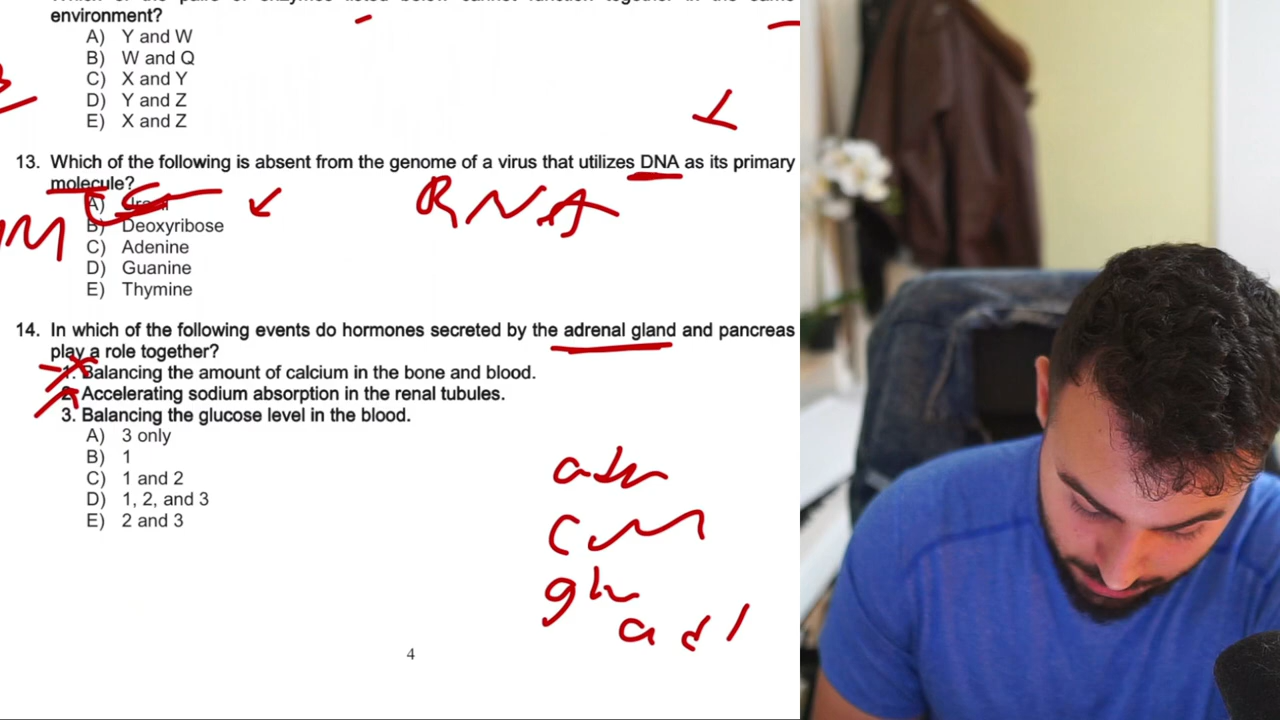 environment?
A) Y and W
B) W and Q
C) X and Y
D) Y and Z
E) X and Z
13. Which of the following is absent from the genome of a virus that utilizes DNA as its primary
molecule?
RNA
A)
B) Deoxyribose
C) Adenine
D) Guanine
E) Thymine
14. In which of the following events do hormones secreted by the adrenal gland and pancreas
play a role together?
1. Balancing the amount of calcium in the bone and blood.
2. Accelerating sodium absorption in the renal tubules.
3. Balancing the glucose level in the blood.
A) 3 only
B) 1
C) 1 and 2
D) 1, 2, and 3
E) 2 and 3
4